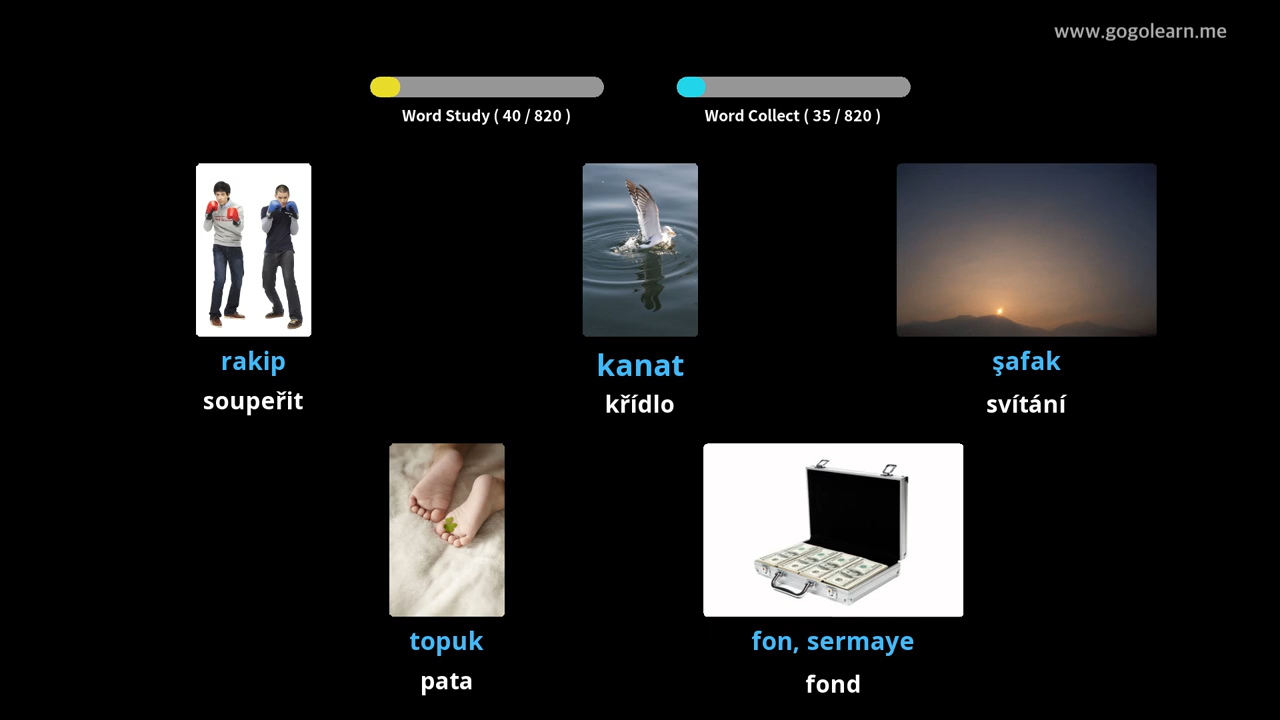 www.gogolearn.me
Word Study ( 40 / 820 )
Word Collect ( 35 / 820 )
rakip
soupeřit
kanat
křídlo
şafak
svítání
topuk
pata
fon, sermaye
fond